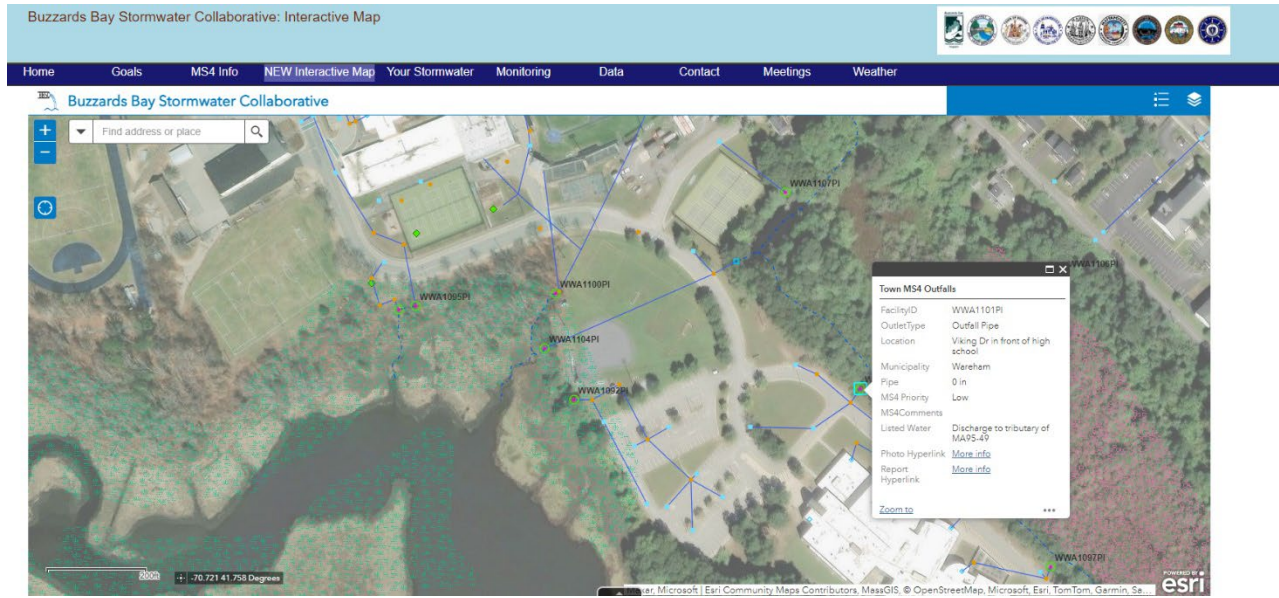 Buzzards Bay Stormwater Collaborative: Interactive Map
Home Goals MS4 Info NEW Interactive Map Your Stormwater Monitoring Data Contact Meetings Weather
Buzzards Bay Stormwater Collaborative
+
Find address or place
−
WWA1107PI
WWA1106PI
WWA1100PI
WWA1095PI
WWA1104PI
WWA1092PI
Town MS4 Outfalls
FacilityID WWA1101PI
OutletType Outfall Pipe
Location Viking Dr in front of high
school
Municipality Wareham
Pipe 0 in
MS4 Priority Low
MS4Comments
Listed Water Discharge to tributary of
MA95-49
Photo Hyperlink More info
Report More info
Hyperlink
Zoom to
WWA1097PI
200ft
-70.721 41.758 Degrees
Microsoft | Esri Community Maps Contributors, MassGIS, © OpenStreetMap, Microsoft, Esri, TomTom, Garmin, Sa...
POWERED BY
esri